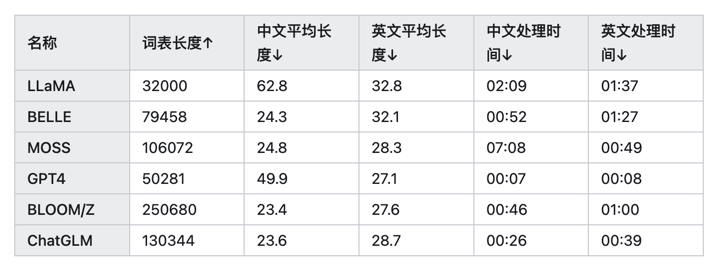 名称 词表长度↑ 中文平均长度↓ 英文平均长度↓ 中文处理时间↓ 英文处理时间↓
LLaMA 32000 62.8 32.8 02:09 01:37
BELLE 79458 24.3 32.1 00:52 01:27
MOSS 106072 24.8 28.3 07:08 00:49
GPT4 50281 49.9 27.1 00:07 00:08
BLOOM/Z 250680 23.4 27.6 00:46 01:00
ChatGLM 130344 23.6 28.7 00:26 00:39